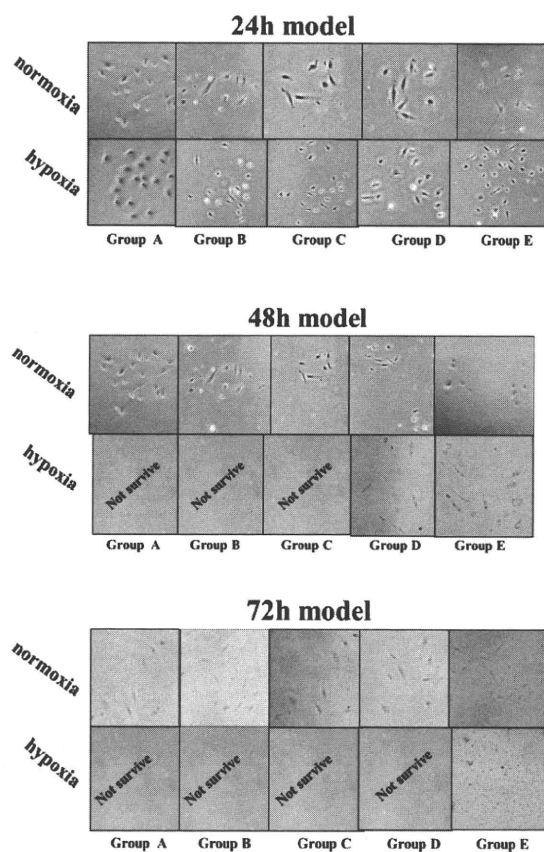 24h model
normoxia
hypoxia
Group A Group B Group C Group D Group E
48h model
normoxia
hypoxia
Not survive Not survive Not survive
Group A Group B Group C Group D Group E
72h model
normoxia
hypoxia
Not survive Not survive Not survive Not survive
Group A Group B Group C Group D Group E